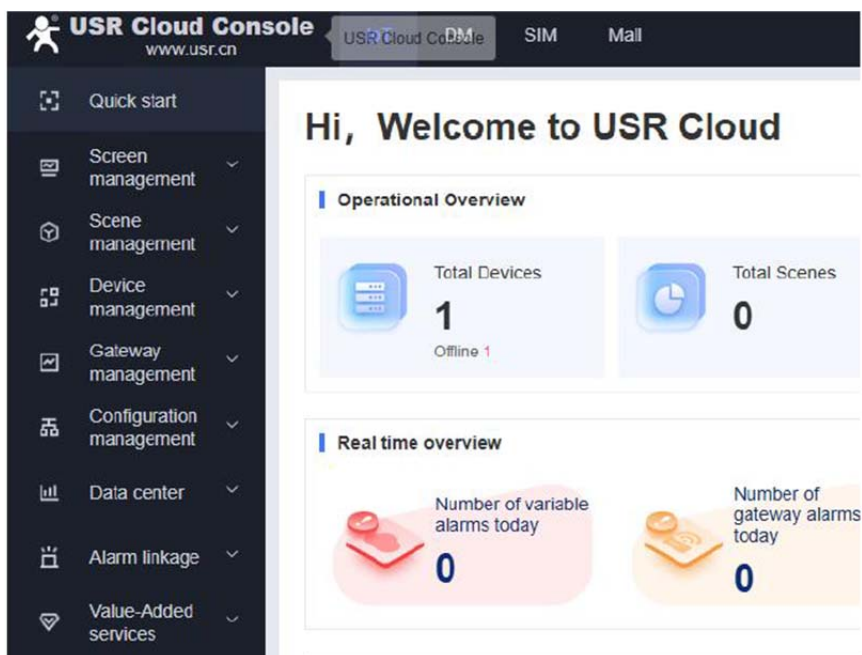 USR Cloud Console
www.usr.cn
USR Cloud Console
IoT DM SIM Mall
Quick start
Screen
management
Scene
management
Device
management
Gateway
management
Configuration
management
Data center
Alarm linkage
Value-Added
services
Hi, Welcome to USR Cloud
Operational Overview
Total Devices
1
Offline 1
Total Scenes
0
Real time overview
Number of variable
alarms today
0
Number of
gateway alarms
today
0